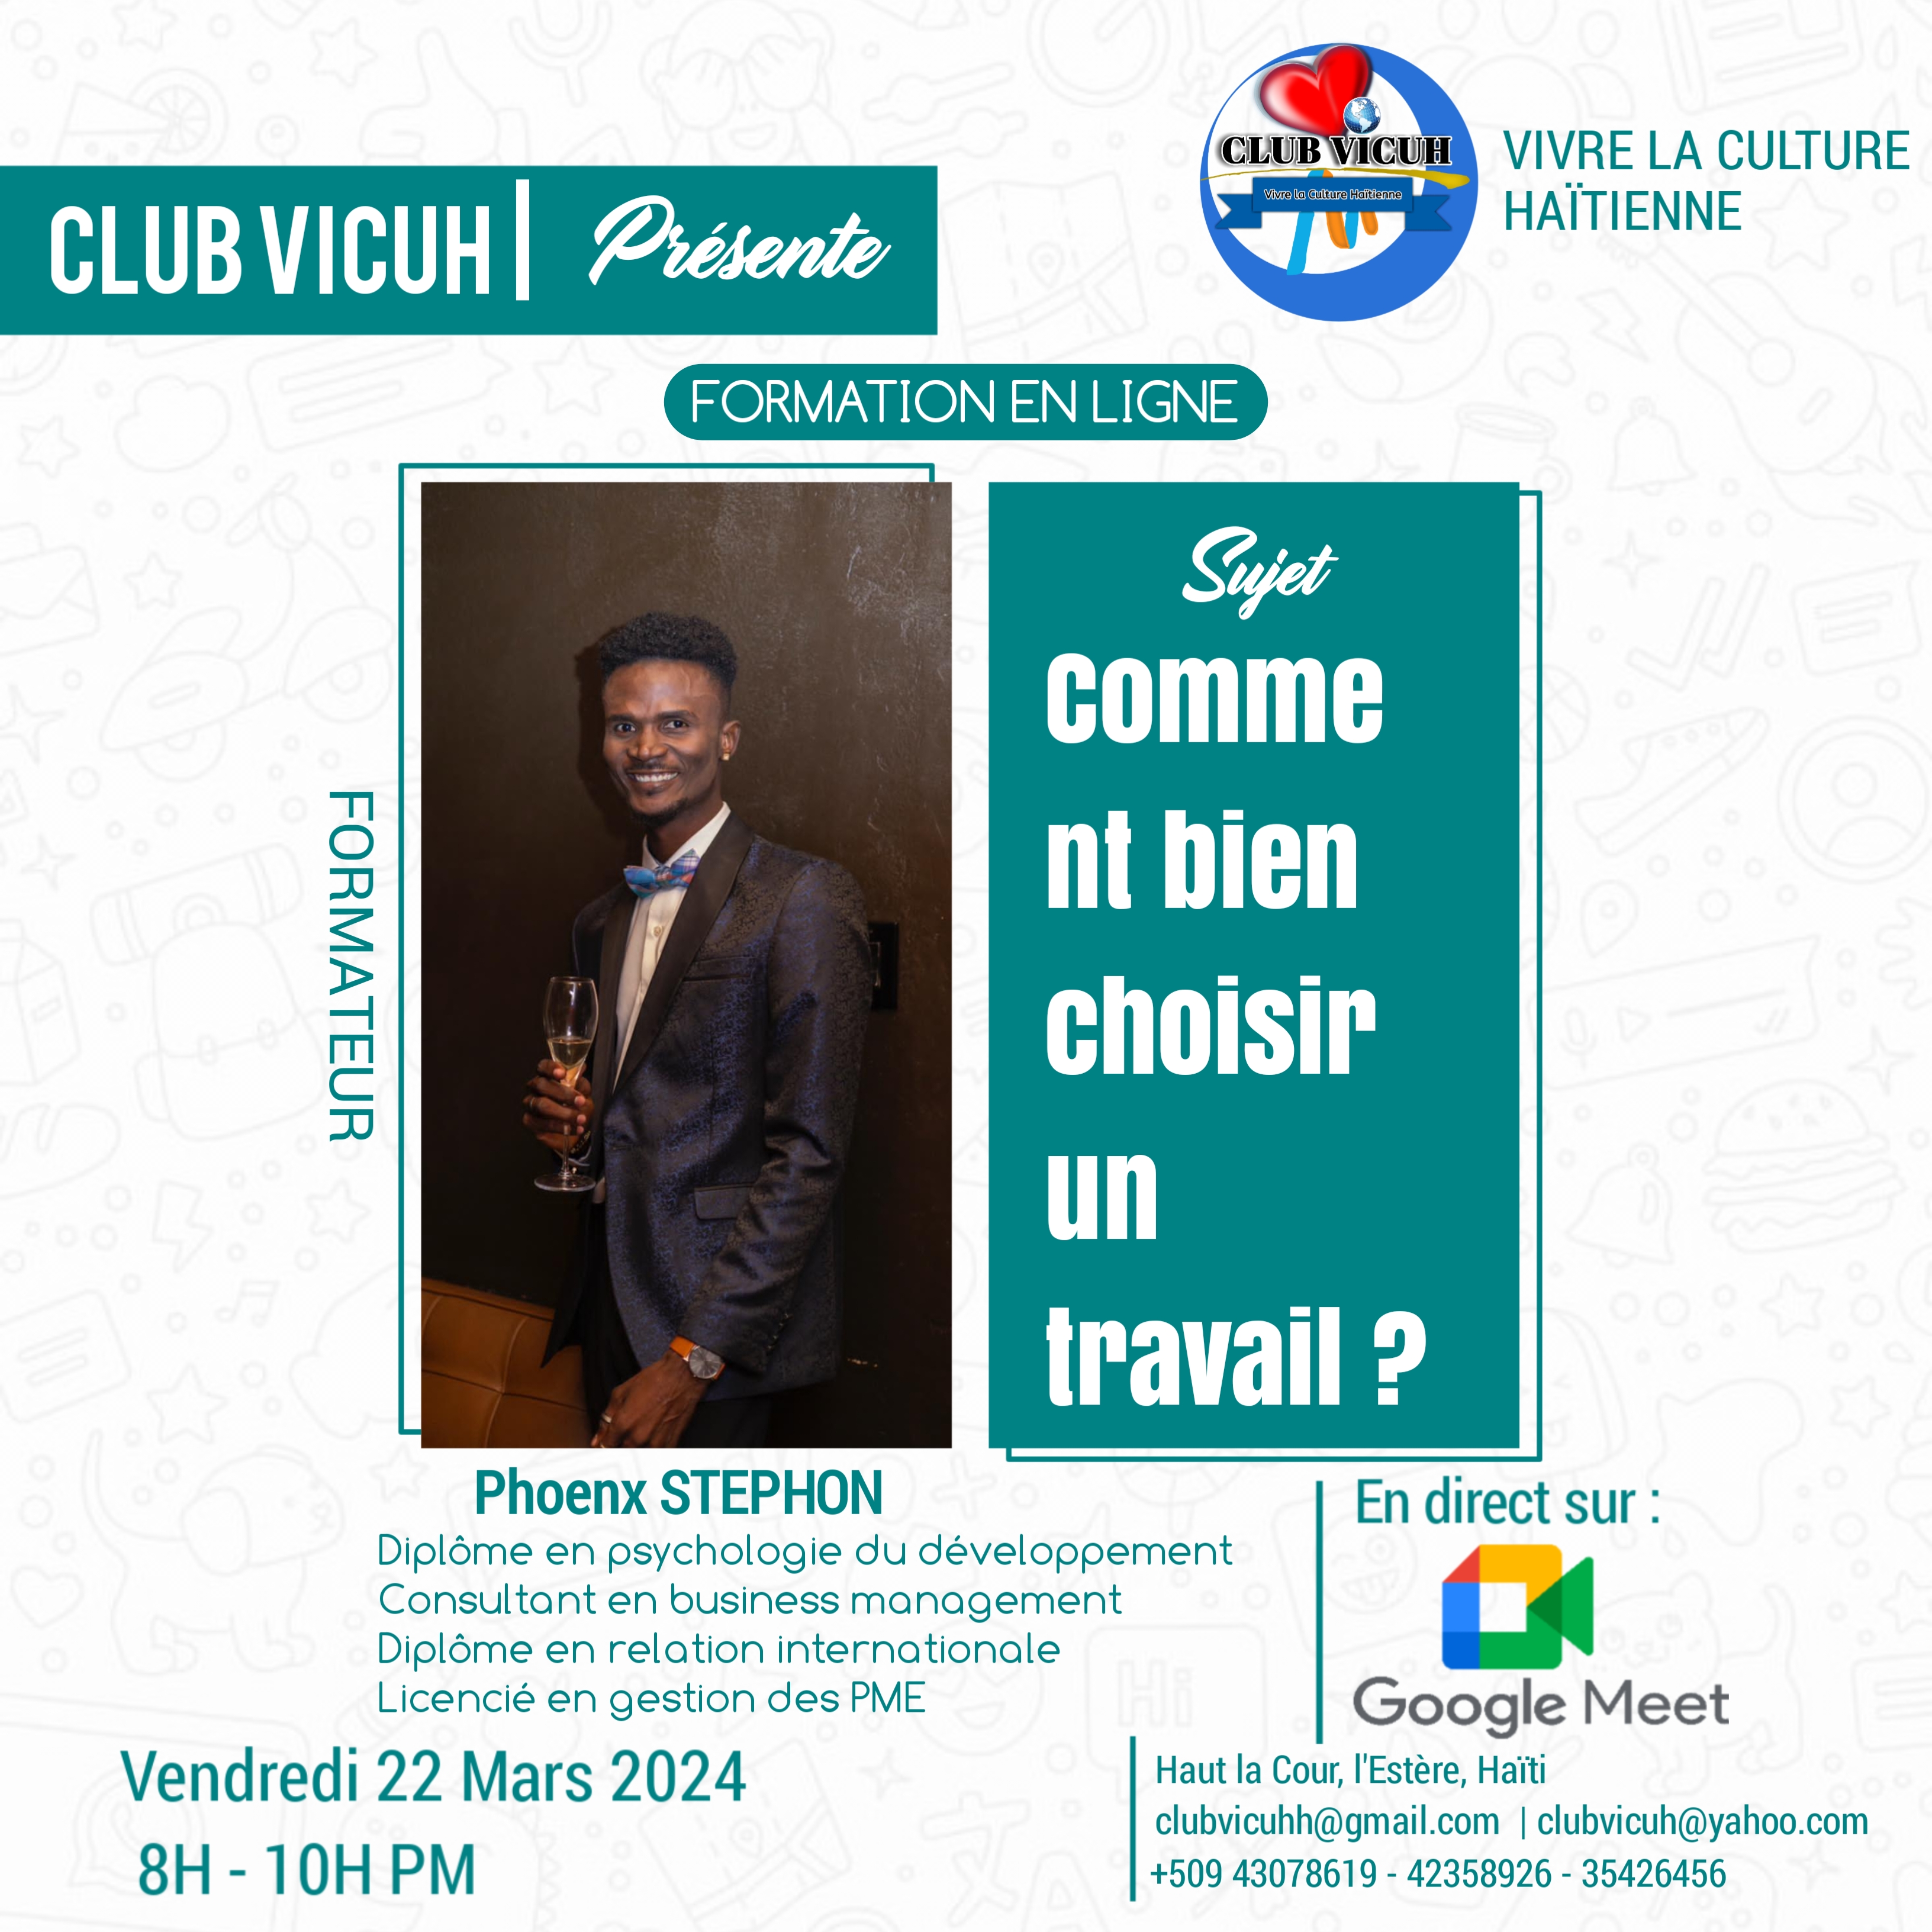 CLUB VICUH | Présente
CLUB VICUH
Vivre la Culture Haïtienne
VIVRE LA CULTURE
HAÏTIENNE
FORMATION EN LIGNE
FORMATEUR
Sujet
Comme
nt bien
choisir
un
travail ?
Phoenx STEPHON
Diplôme en psychologie du développement
Consultant en business management
Diplôme en relation internationale
Licencié en gestion des PME
En direct sur :
Google Meet
Vendredi 22 Mars 2024
8H - 10H PM
Haut la Cour, l'Estère, Haïti
clubvicuhh@gmail.com | clubvicuh@yahoo.com
+509 43078619 - 42358926 - 35426456
Hi